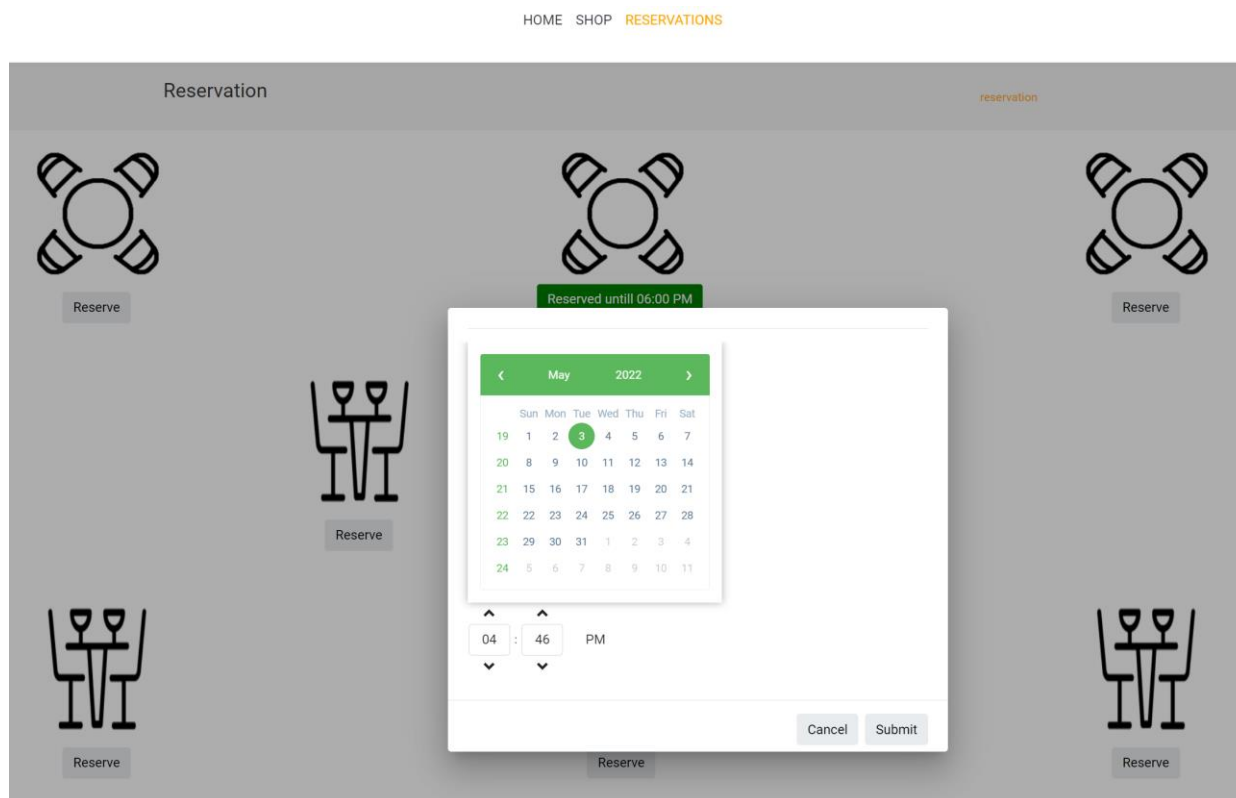 HOME SHOP RESERVATIONS
Reservation
reservation
Reserve
Reserved untill 06:00 PM
Reserve
Reserve
‹ May 2022 ›
Sun Mon Tue Wed Thu Fri Sat
19 1 2 3 4 5 6 7
20 8 9 10 11 12 13 14
21 15 16 17 18 19 20 21
22 22 23 24 25 26 27 28
23 29 30 31 1 2 3 4
24 5 6 7 8 9 10 11
04 : 46 PM
Cancel Submit
Reserve
Reserve
Reserve